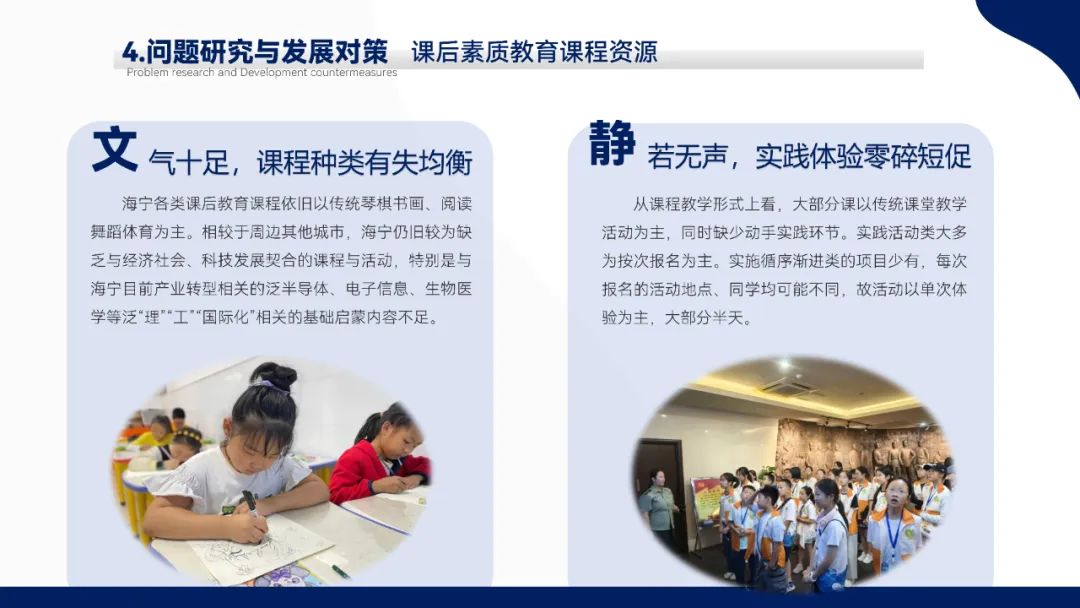 4.问题研究与发展对策 课后素质教育课程资源
Problem research and Development countermeasures
文气十足，课程种类有失均衡
海宁各类课后教育课程依旧以传统琴棋书画、阅读
舞蹈体育为主。相较于周边其他城市，海宁仍旧较为缺
乏与经济社会、科技发展契合的课程与活动，特别是与
海宁目前产业转型相关的泛半导体、电子信息、生物医
学等泛“理”“工”“国际化”相关的基础启蒙内容不足。
静若无声，实践体验零碎短促
从课程教学形式上看，大部分课以传统课堂教学
活动为主，同时缺少动手实践环节。实践活动类大多
为按次报名为主。实施循序渐进类的项目少有，每次
报名的活动地点、同学均可能不同，故活动以单次体
验为主，大部分半天。